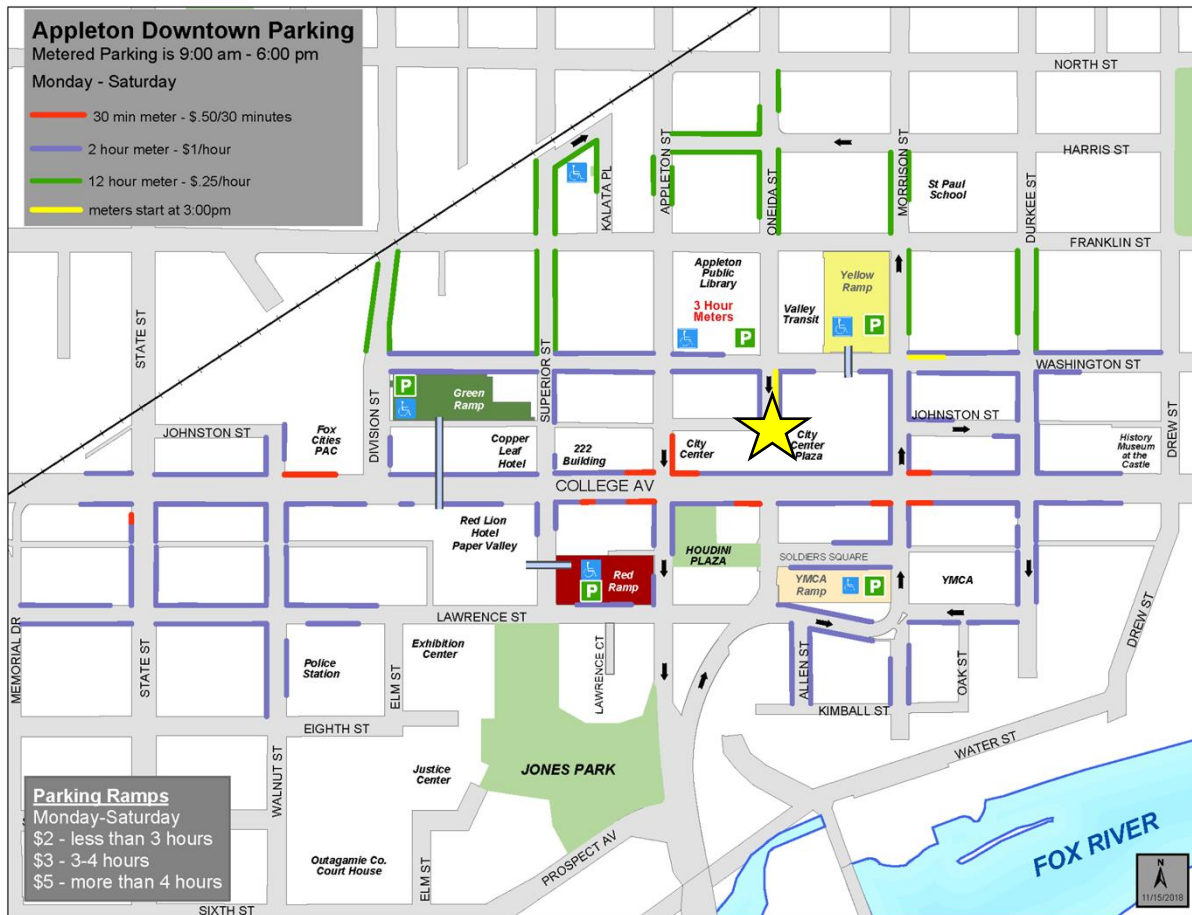 Appleton Downtown Parking
Metered Parking is 9:00 am - 6:00 pm
Monday - Saturday
30 min meter - $.50/30 minutes
2 hour meter - $1/hour
12 hour meter - $.25/hour
meters start at 3:00pm
NORTH ST
HARRIS ST
FRANKLIN ST
WASHINGTON ST
JOHNSTON ST
JOHNSTON ST
COLLEGE AV
SOLDIERS SQUARE
LAWRENCE ST
KIMBALL ST
EIGHTH ST
WATER ST
SIXTH ST
PROSPECT AV
STATE ST
DIVISION ST
SUPERIOR ST
KALATA PL
APPLETON ST
ONEIDA ST
MORRISON ST
DURKEE ST
DREW ST
DREW ST
MEMORIAL DR
STATE ST
WALNUT ST
ELM ST
ELM ST
LAWRENCE CT
ALLEN ST
OAK ST
St Paul
School
Appleton
Public
Library
3 Hour
Meters
P
Valley
Transit
Yellow
Ramp
P
P
Green
Ramp
Fox
Cities
PAC
Copper
Leaf
Hotel
222
Building
City
Center
City
Center
Plaza
History
Museum
at the
Castle
Red Lion
Hotel
Paper Valley
Red
Ramp
P
HOUDINI
PLAZA
YMCA
Ramp
P
YMCA
Police
Station
Exhibition
Center
Justice
Center
JONES PARK
Outagamie Co.
Court House
FOX RIVER
Parking Ramps
Monday-Saturday
$2 - less than 3 hours
$3 - 3-4 hours
$5 - more than 4 hours
N
11/15/2018